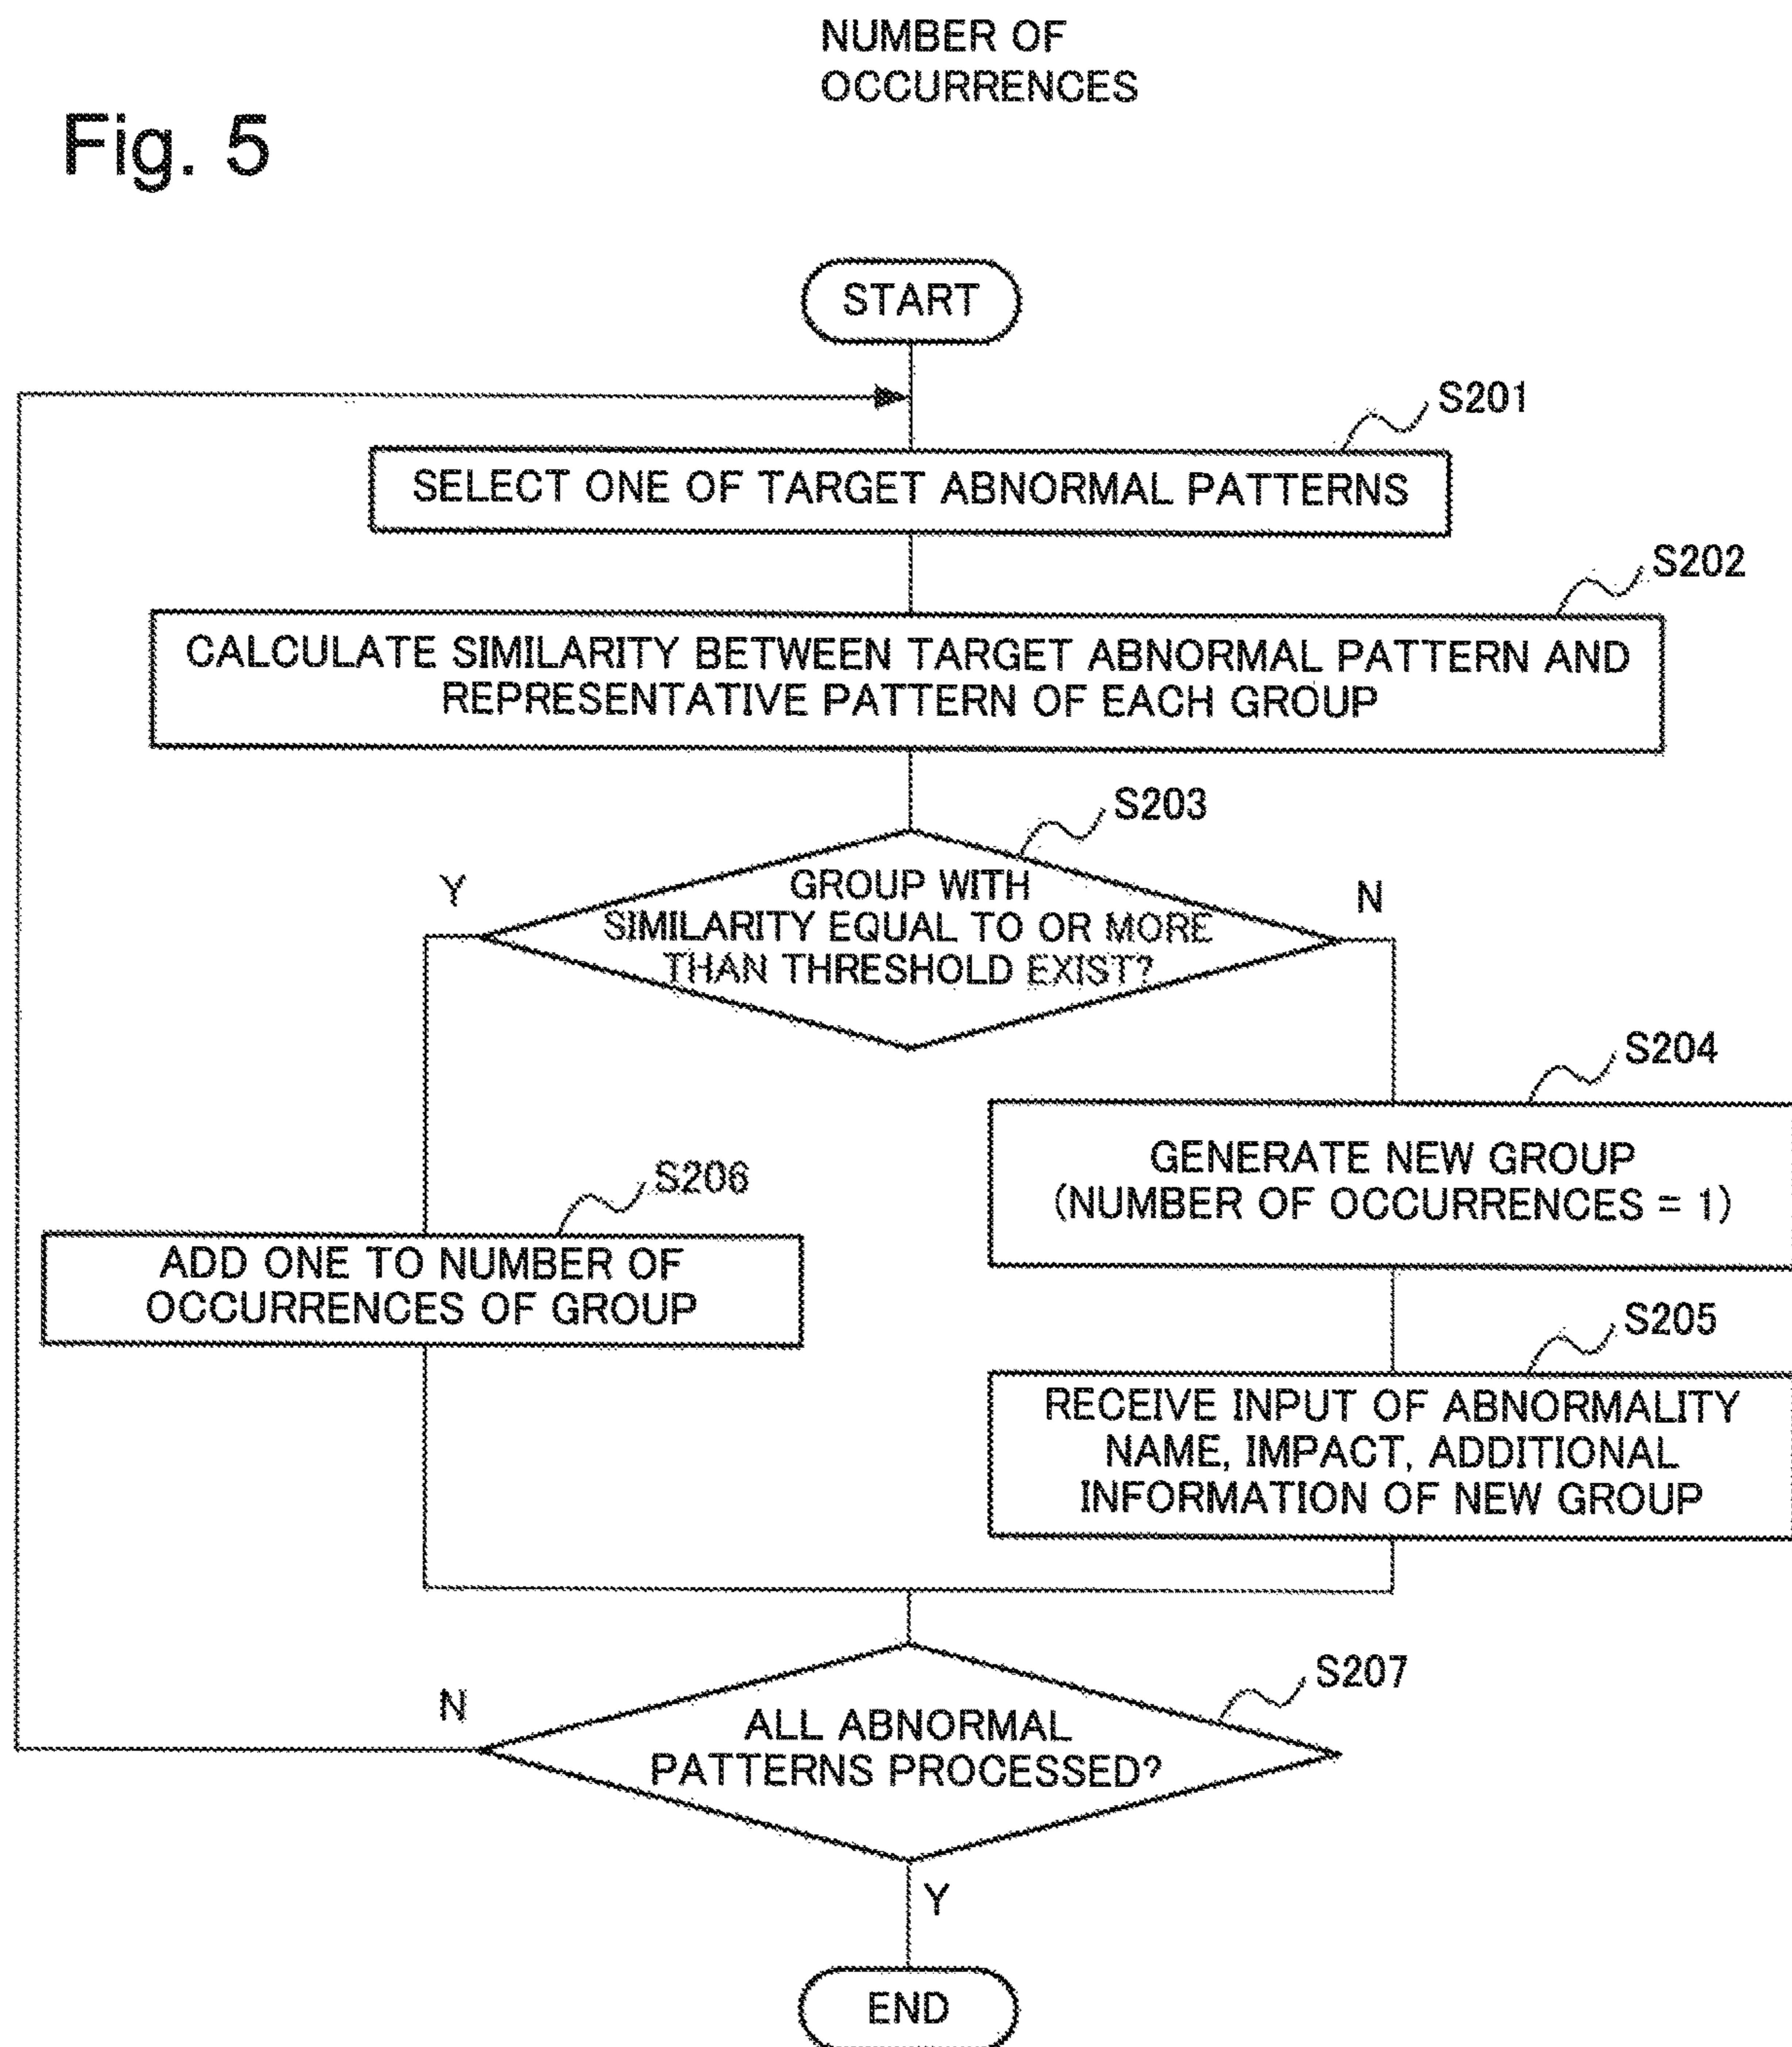 NUMBER OF
OCCURRENCES
Fig. 5
START
S201
SELECT ONE OF TARGET ABNORMAL PATTERNS
S202
CALCULATE SIMILARITY BETWEEN TARGET ABNORMAL PATTERN AND
REPRESENTATIVE PATTERN OF EACH GROUP
S203
Y
N
GROUP WITH
SIMILARITY EQUAL TO OR MORE
THAN THRESHOLD EXIST?
S204
GENERATE NEW GROUP
(NUMBER OF OCCURRENCES = 1)
S206
ADD ONE TO NUMBER OF
OCCURRENCES OF GROUP
S205
RECEIVE INPUT OF ABNORMALITY
NAME, IMPACT, ADDITIONAL
INFORMATION OF NEW GROUP
S207
N
ALL ABNORMAL
PATTERNS PROCESSED?
Y
END